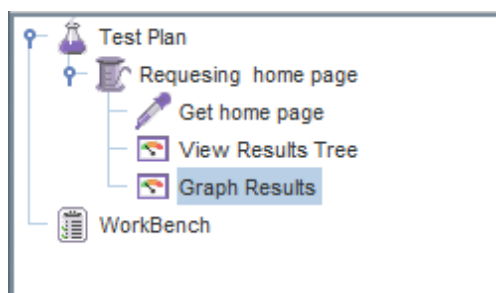 Test Plan
Requesing home page
Get home page
View Results Tree
Graph Results
WorkBench